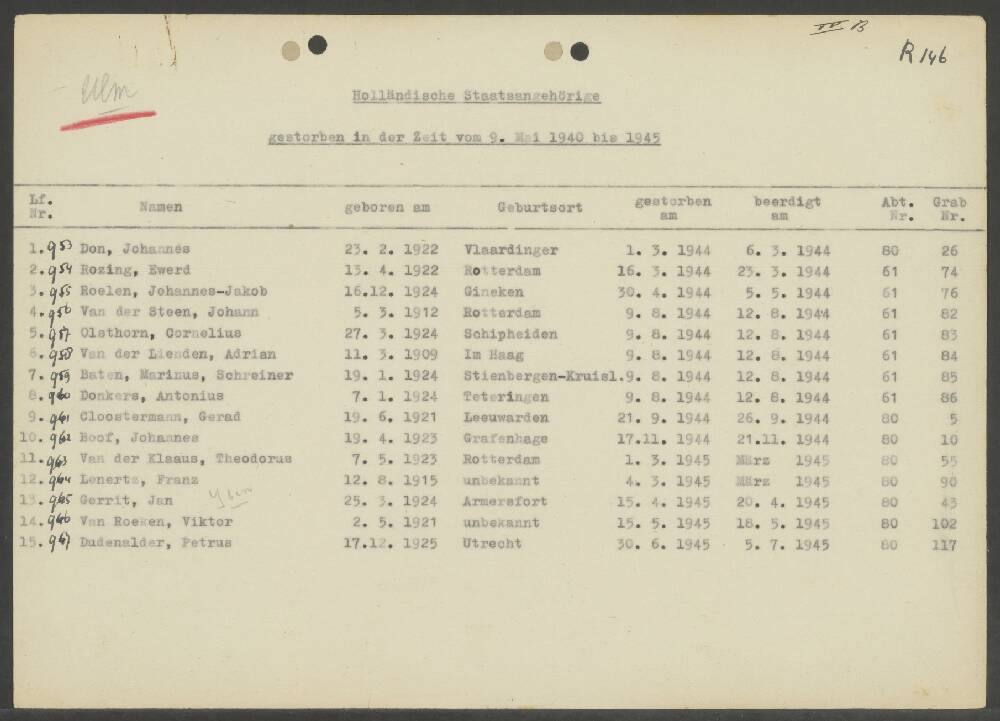 IV B
R 146
Ulm
Holländische Staatsangehörige
gestorben in der Zeit vom 9. Mai 1940 bis 1945
Lf. Nr. Namen geboren am Geburtsort gestorben am beerdigt am Abt. Nr. Grab Nr.
1. 953 Don, Johannes 23. 2. 1922 Vlaardinger 1. 3. 1944 6. 3. 1944 80 26
2. 954 Rozing, Ewerd 13. 4. 1922 Rotterdam 16. 3. 1944 23. 3. 1944 61 74
3. 955 Roelen, Johannes-Jakob 16.12. 1924 Gineken 30. 4. 1944 5. 5. 1944 61 76
4. 956 Van der Steen, Johann 5. 3. 1912 Rotterdam 9. 8. 1944 12. 8. 1944 61 82
5. 957 Olsthorn, Cornelius 27. 3. 1924 Schipheiden 9. 8. 1944 12. 8. 1944 61 83
6. 958 Van der Lienden, Adrian 11. 3. 1909 Im Haag 9. 8. 1944 12. 8. 1944 61 84
7. 959 Baten, Marinus, Schreiner 19. 1. 1924 Stienbergen-Kruisl. 9. 8. 1944 12. 8. 1944 61 85
8. 960 Donkers, Antonius 7. 1. 1924 Teteringen 9. 8. 1944 12. 8. 1944 61 86
9. 961 Cloostermann, Gerad 19. 6. 1921 Leeuwarden 21. 9. 1944 26. 9. 1944 80 5
10. 962 Hoof, Johannes 19. 4. 1923 Grafenhage 17.11. 1944 21.11. 1944 80 10
11. 963 Van der Klaaus, Theodorus 7. 5. 1923 Rotterdam 1. 3. 1945 März 1945 80 55
12. 964 Lenertz, Franz 12. 8. 1915 unbekannt 4. 3. 1945 März 1945 80 90
13. 965 Gerrit, Jan 25. 3. 1924 Armersfort 15. 4. 1945 20. 4. 1945 80 43
14. 966 Van Roeken, Viktor 2. 5. 1921 unbekannt 15. 5. 1945 18. 5. 1945 80 102
15. 967 Dudenalder, Petrus 17.12. 1925 Utrecht 30. 6. 1945 5. 7. 1945 80 117